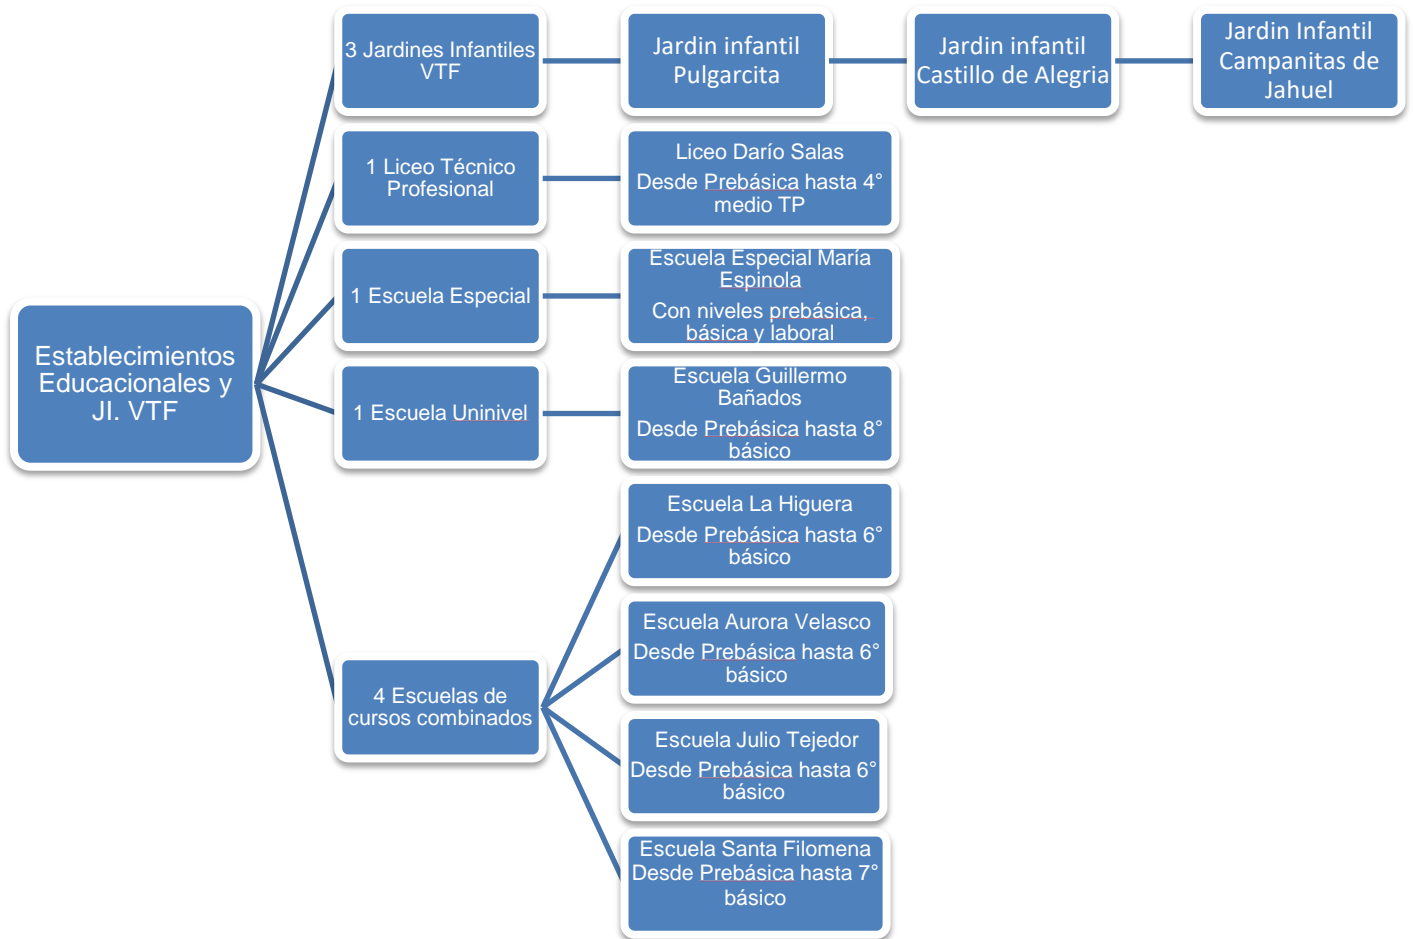 Establecimientos
Educacionales y
JI. VTF
3 Jardines Infantiles
VTF
Jardin infantil
Pulgarcita
Jardin infantil
Castillo de Alegria
Jardin Infantil
Campanitas de
Jahuel
1 Liceo Técnico
Profesional
Liceo Darío Salas
Desde Prebásica hasta 4°
medio TP
1 Escuela Especial
Escuela Especial María
Espinola
Con niveles prebásica,
básica y laboral
1 Escuela Uninivel
Escuela Guillermo
Bañados
Desde Prebásica hasta 8°
básico
4 Escuelas de
cursos combinados
Escuela La Higuera
Desde Prebásica hasta 6°
básico
Escuela Aurora Velasco
Desde Prebásica hasta 6°
básico
Escuela Julio Tejedor
Desde Prebásica hasta 6°
básico
Escuela Santa Filomena
Desde Prebásica hasta 7°
básico